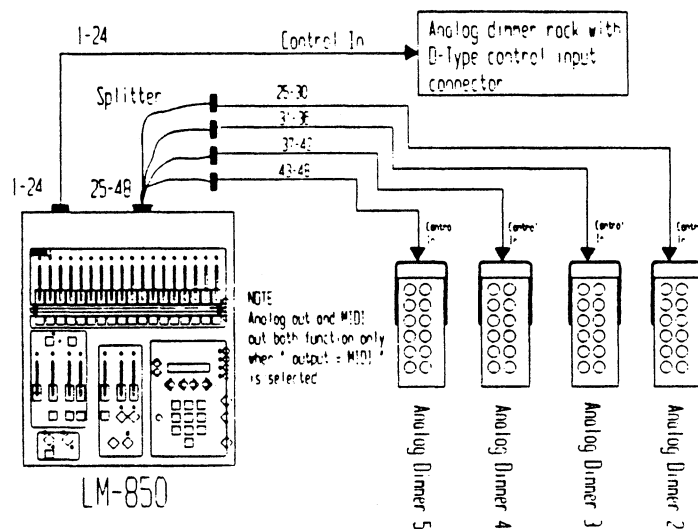 1-24
Control In
Analog dimmer rack with
D-Type control input
connector
Splitter
25-30
31-36
37-42
43-48
1-24
25-48
Control
In
Control
In
Control
In
Control
In
NOTE
Analog out and MIDI
out both function only
when " output = MIDI "
is selected
LM-850
Analog Dimmer 5
Analog Dimmer 4
Analog Dimmer 3
Analog Dimmer 2